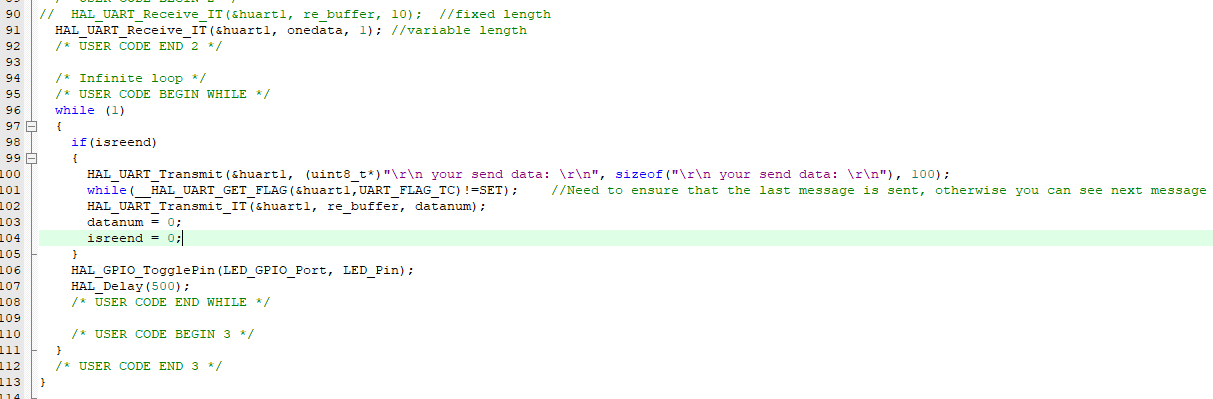 90 //  HAL_UART_Receive_IT(&huart1, re_buffer, 10);  //fixed length
91   HAL_UART_Receive_IT(&huart1, onedata, 1); //variable length
92   /* USER CODE END 2 */
93
94   /* Infinite loop */
95   /* USER CODE BEGIN WHILE */
96   while (1)
97   {
98     if(isreend)
99     {
100       HAL_UART_Transmit(&huart1, (uint8_t*)"\r\n your send data: \r\n", sizeof("\r\n your send data: \r\n"), 100);
101       while(__HAL_UART_GET_FLAG(&huart1,UART_FLAG_TC)!=SET);    //Need to ensure that the last message is sent, otherwise you can see next message
102       HAL_UART_Transmit_IT(&huart1, re_buffer, datanum);
103       datanum = 0;
104       isreend = 0;
105     }
106     HAL_GPIO_TogglePin(LED_GPIO_Port, LED_Pin);
107     HAL_Delay(500);
108     /* USER CODE END WHILE */
109
110     /* USER CODE BEGIN 3 */
111   }
112   /* USER CODE END 3 */
113 }
114